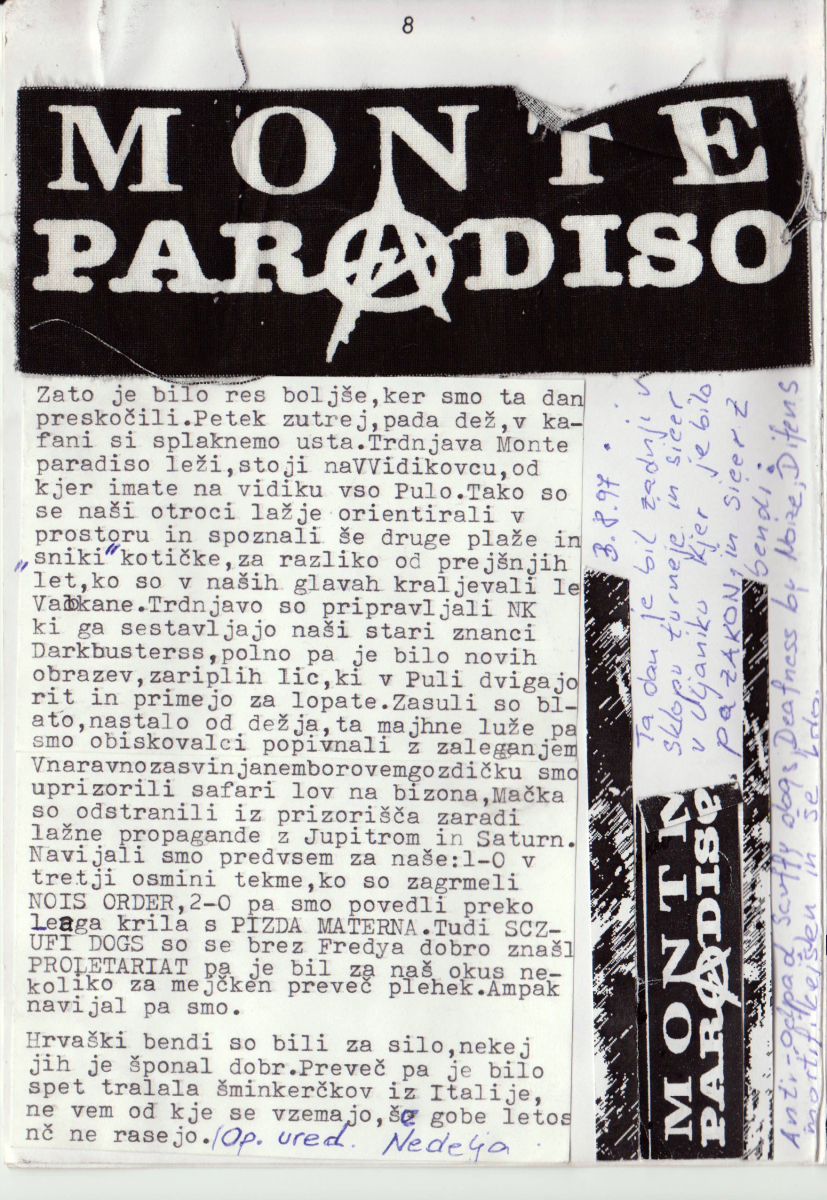 8
MONTE
PARADISO
Zato je bilo res boljše,ker smo ta dan
preskočili.Petek zutrej,pada dež,v ka-
fani si splaknemo usta.Trdnjava Monte
paradiso leži,stoji naVVidikovcu,od
kjer imate na vidiku vso Pulo.Tako so
se naši otroci lažje orientirali v
prostoru in spoznali še druge plaže in
„sniki“kotičke,za razliko od prejšnjih
let,ko so v naših glavah kraljevali le
Valkane.Trdnjavo so pripravljali NK
ki ga sestavljajo naši stari znanci
Darkbusterss,polno pa je bilo novih
obrazev,zariplih lic,ki v Puli dvigajo
rit in primejo za lopate.Zasuli so bl-
ato,nastalo od dežja,ta majhne luže pa
smo obiskovalci popivnali z zaleganjem
Vnaravnozasvinjanemborovemgozdičku smo
uprizorili safari lov na bizona,Mačka
so odstranili iz prizorišča zaradi
lažne propagande z Jupitrom in Saturn.
Navijali smo predvsem za naše:1-0 v
tretji osmini tekme,ko so zagrmeli
NOIS ORDER,2-0 pa smo povedli preko
leaga krila s PIZDA MATERNA.Tudi SCZ-
UFI DOGS so se brez Fredya dobro znašl
PROLETARIAT pa je bil za naš okus ne-
koliko za mejčken preveč plehek.Ampak
navijal pa smo.
Hrvaški bendi so bili za silo,nekej
jih je šponal dobr.Preveč pa je bilo
spet tralala šminkerčkov iz Italije,
ne vem od kje se vzemajo,še gobe letos
nč ne rasejo./Op. ured. Nedelja
3.8.97.
Ta dan je bil zadnji v
sklopu turneje in sicer
v Uljaniku kjer je bilo
pa ZAKON, in sicer z
bendi:
Anti-otpad scuffy dogs, Deafness by Noize, Difens
mortif itkejšen in še kdo.
MONTE
PARADISO